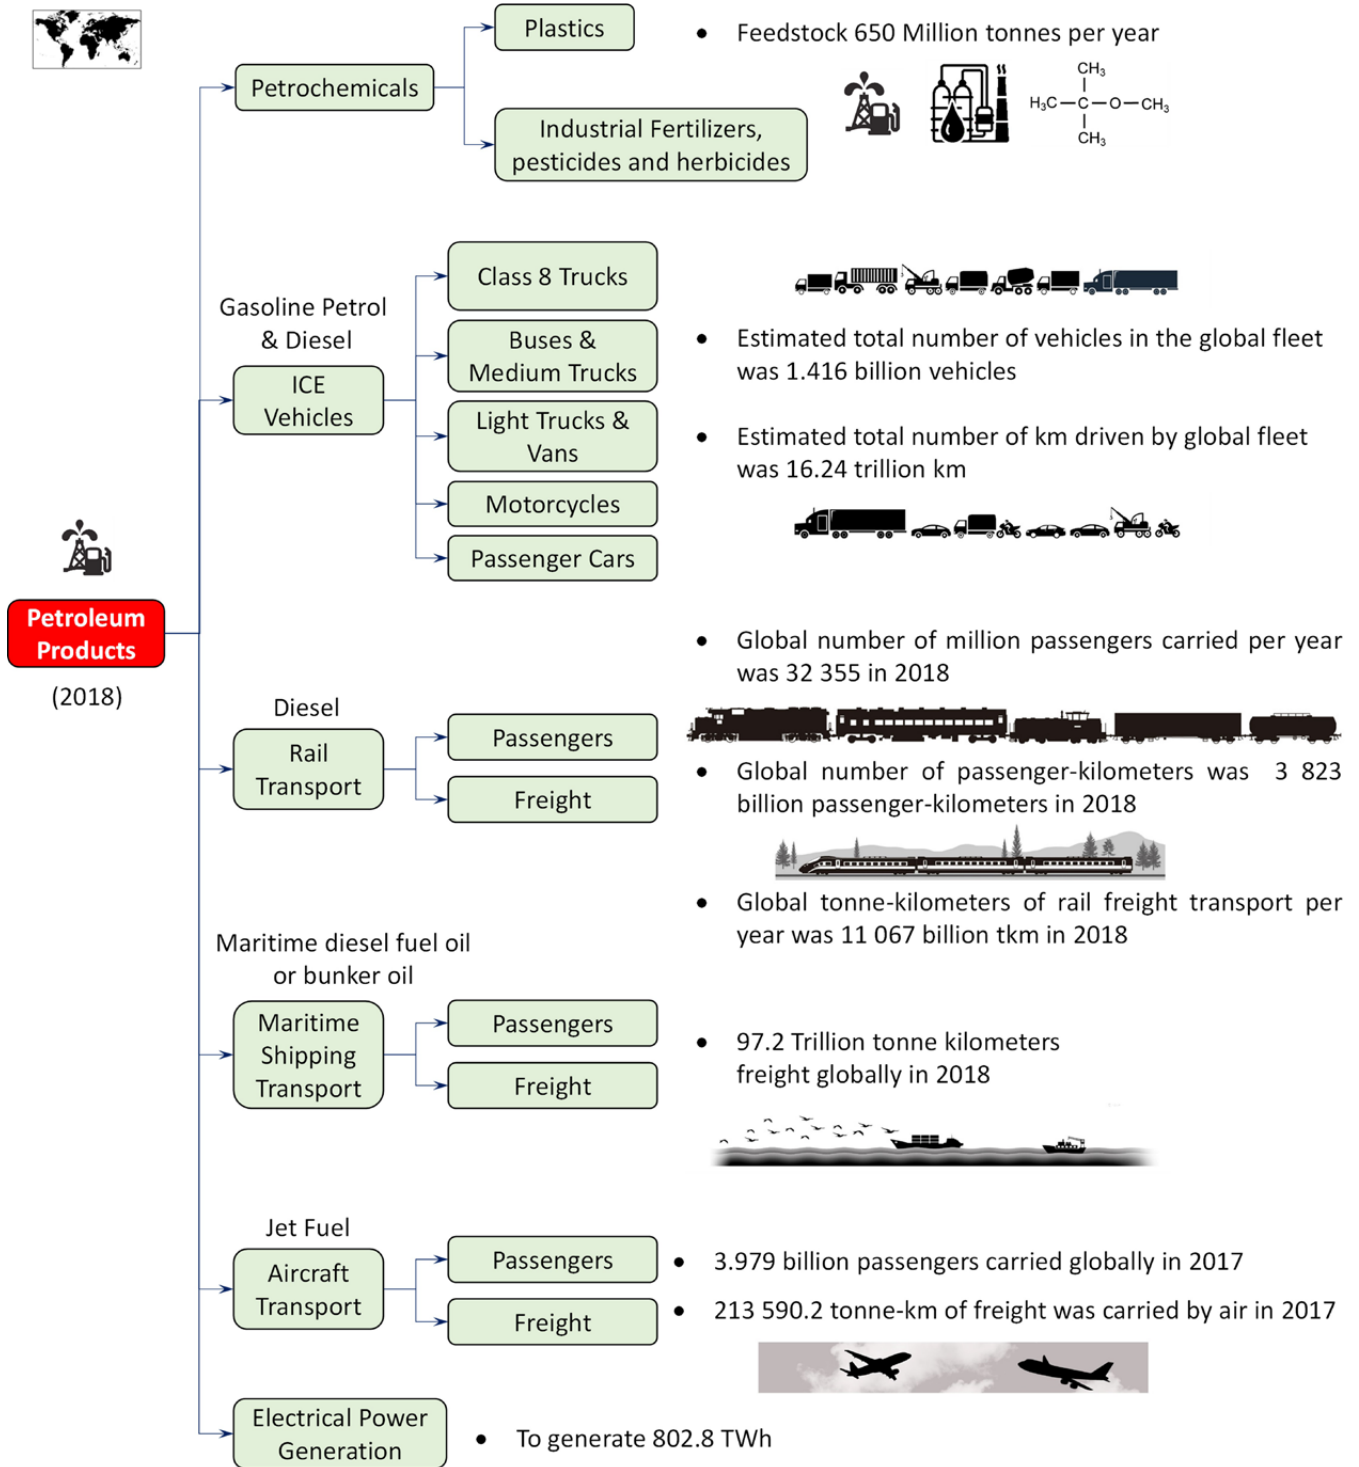 Plastics
• Feedstock 650 Million tonnes per year
Petrochemicals
Industrial Fertilizers,
pesticides and herbicides
CH3
H3C—C—O—CH3
CH3
Gasoline Petrol
& Diesel
ICE
Vehicles
Class 8 Trucks
Buses &
Medium Trucks
Light Trucks &
Vans
Motorcycles
Passenger Cars
• Estimated total number of vehicles in the global fleet
was 1.416 billion vehicles
• Estimated total number of km driven by global fleet
was 16.24 trillion km
Petroleum
Products
(2018)
Diesel
Rail
Transport
Passengers
Freight
• Global number of million passengers carried per year
was 32 355 in 2018
• Global number of passenger-kilometers was 3 823
billion passenger-kilometers in 2018
• Global tonne-kilometers of rail freight transport per
year was 11 067 billion tkm in 2018
Maritime diesel fuel oil
or bunker oil
Maritime
Shipping
Transport
Passengers
Freight
• 97.2 Trillion tonne kilometers
freight globally in 2018
Jet Fuel
Aircraft
Transport
Passengers
• 3.979 billion passengers carried globally in 2017
Freight
• 213 590.2 tonne-km of freight was carried by air in 2017
Electrical Power
Generation
• To generate 802.8 TWh